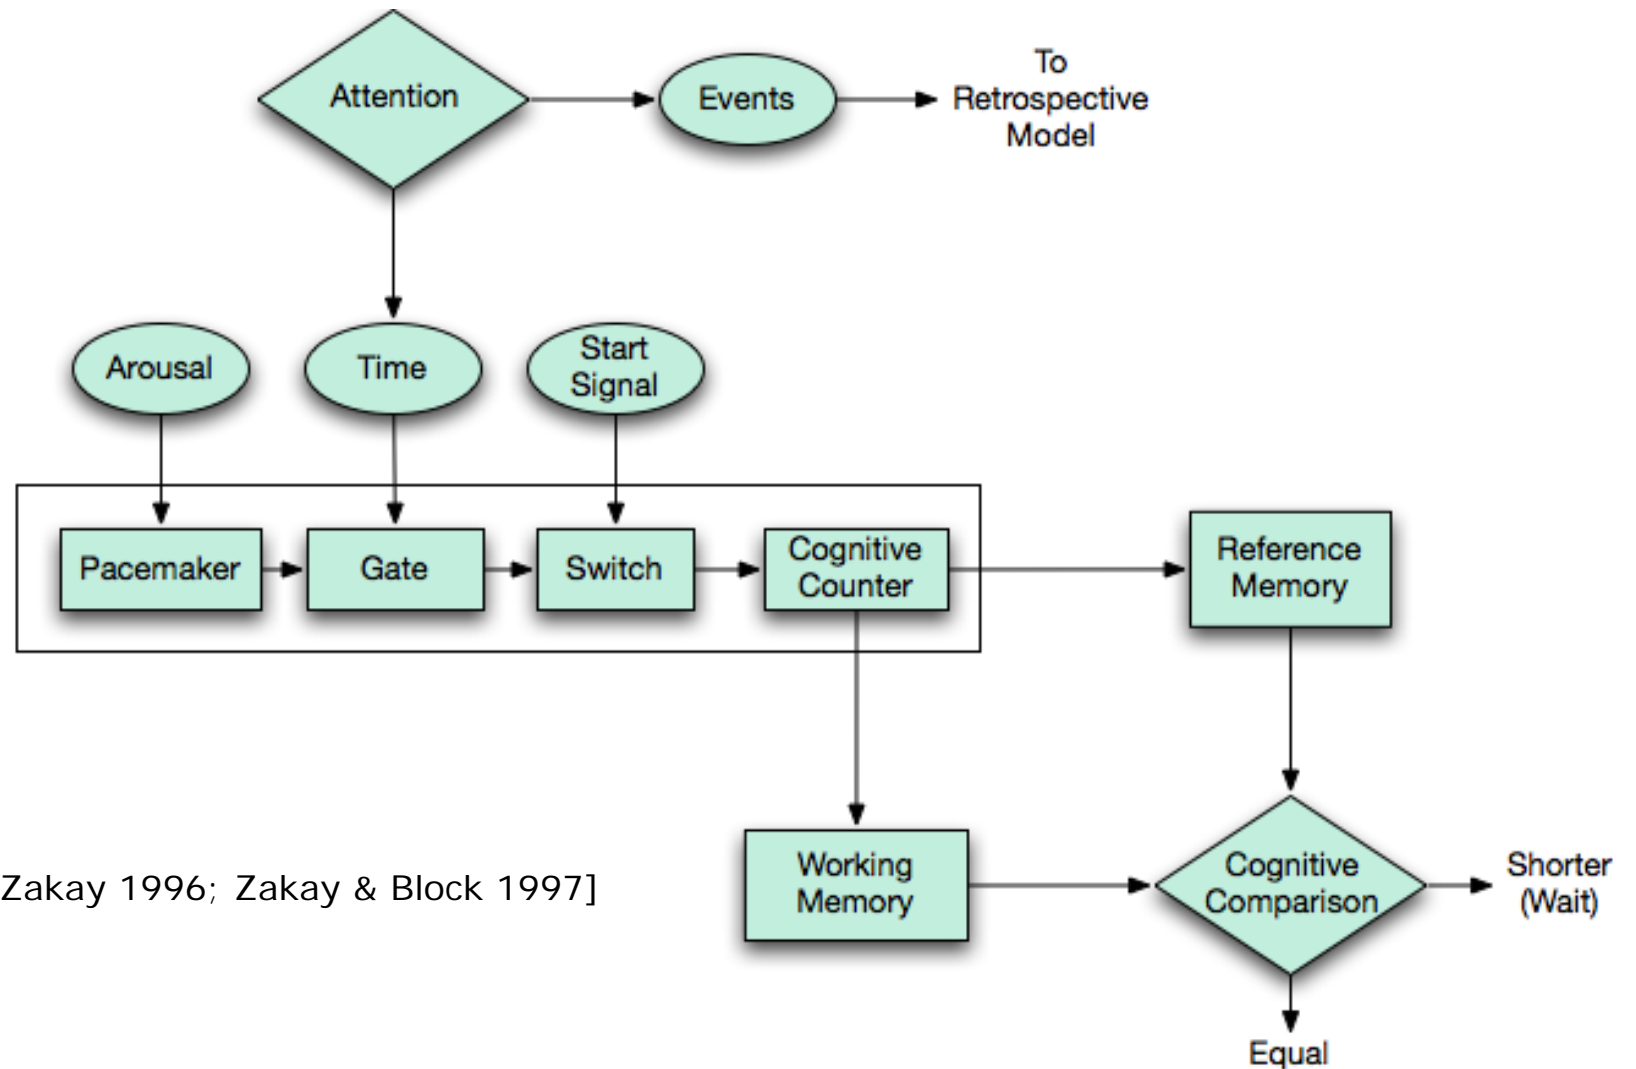 Attention
Events
To
Retrospective
Model
Arousal
Time
Start
Signal
Pacemaker
Gate
Switch
Cognitive
Counter
Reference
Memory
Zakay 1996; Zakay & Block 1997]
Working
Memory
Cognitive
Comparison
Shorter
(Wait)
Equal